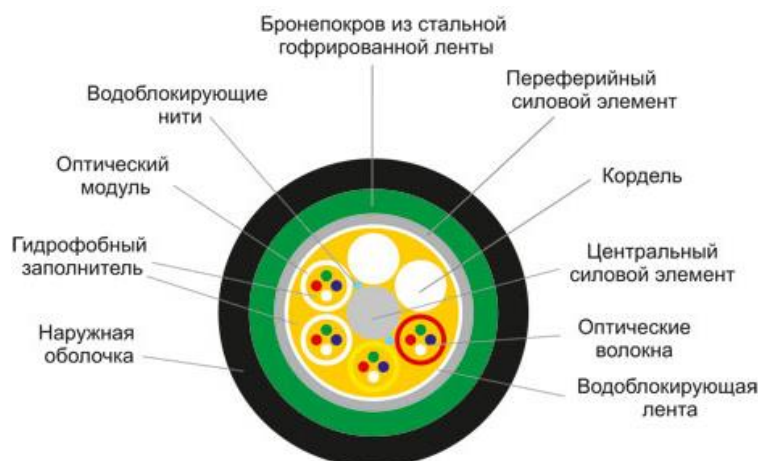 Бронепокров из стальной
гофрированной ленты
Водоблокирующие
нити
Переферийный
силовой элемент
Оптический
модуль
Кордель
Гидрофобный
заполнитель
Центральный
силовой элемент
Наружная
оболочка
Оптические
волокна
Водоблокирующая
лента